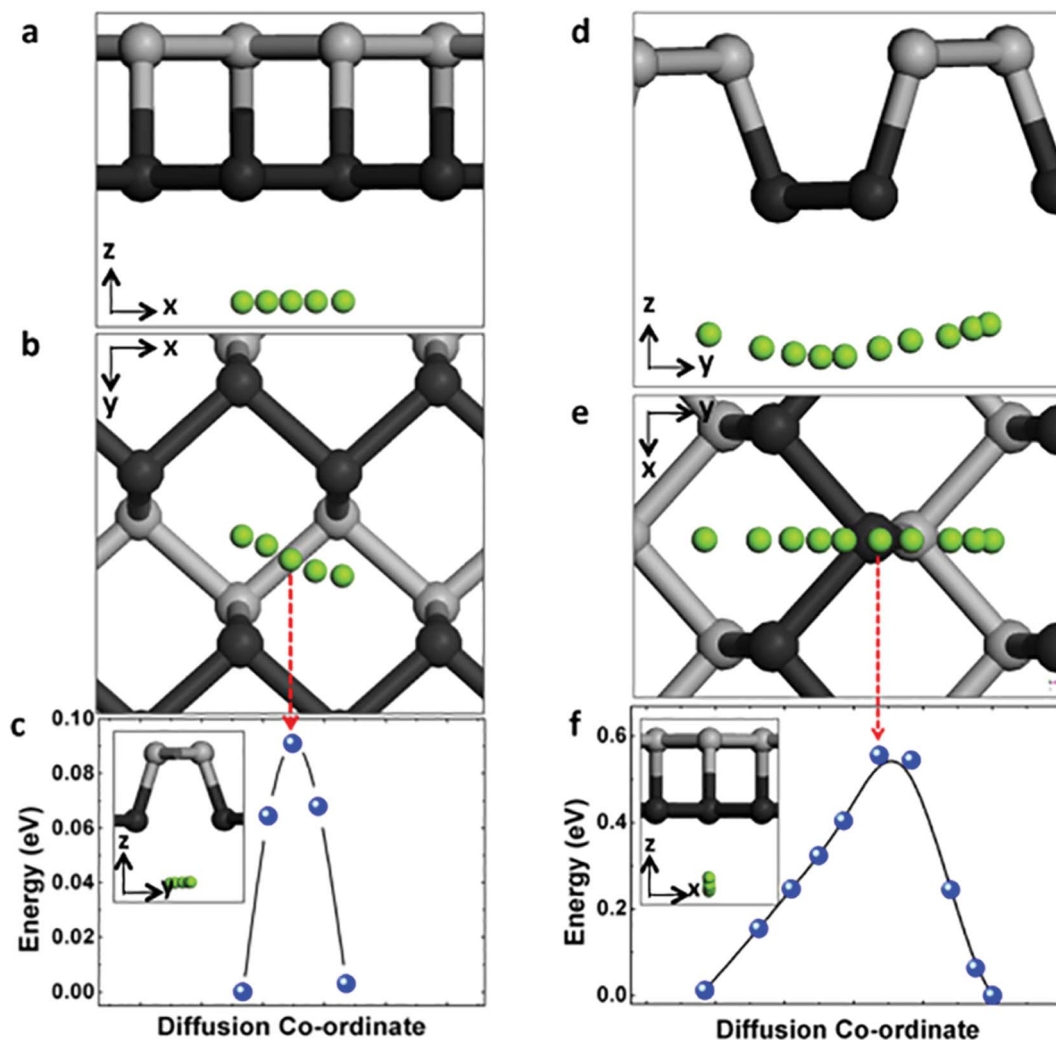 a
z
x
b
x
y
c
0.10
0.08
0.06
0.04
0.02
0.00
Energy (eV)
z
y
Diffusion Co-ordinate
d
z
y
e
y
x
f
0.6
0.4
0.2
0.0
Energy (eV)
z
x
Diffusion Co-ordinate